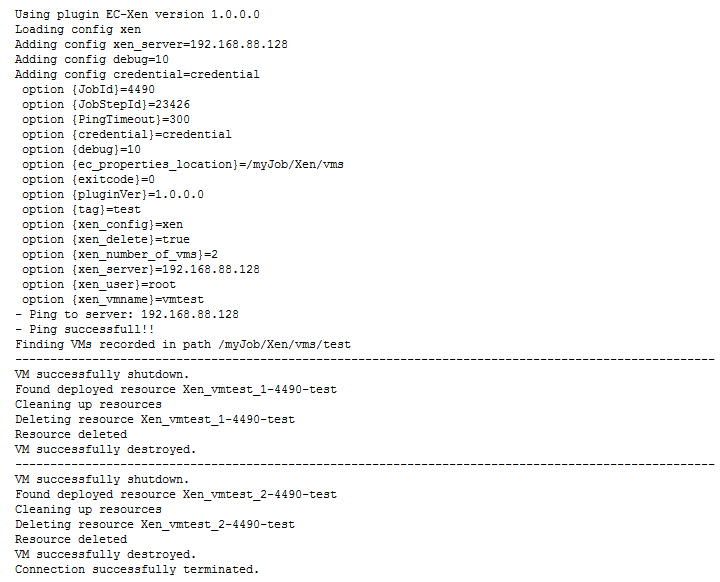 Using plugin EC-Xen version 1.0.0.0
Loading config xen
Adding config xen_server=192.168.88.128
Adding config debug=10
Adding config credential=credential
 option {JobId}=4490
 option {JobStepId}=23426
 option {PingTimeout}=300
 option {credential}=credential
 option {debug}=10
 option {ec_properties_location}=/myJob/Xen/vms
 option {exitcode}=0
 option {pluginVer}=1.0.0.0
 option {tag}=test
 option {xen_config}=xen
 option {xen_delete}=true
 option {xen_number_of_vms}=2
 option {xen_server}=192.168.88.128
 option {xen_user}=root
 option {xen_vmname}=vmtest
- Ping to server: 192.168.88.128
- Ping successfull!!
Finding VMs recorded in path /myJob/Xen/vms/test
----------------------------------------------------------------------------------------------------
VM successfully shutdown.
Found deployed resource Xen_vmtest_1-4490-test
Cleaning up resources
Deleting resource Xen_vmtest_1-4490-test
Resource deleted
VM successfully destroyed.
----------------------------------------------------------------------------------------------------
VM successfully shutdown.
Found deployed resource Xen_vmtest_2-4490-test
Cleaning up resources
Deleting resource Xen_vmtest_2-4490-test
Resource deleted
VM successfully destroyed.
Connection successfully terminated.